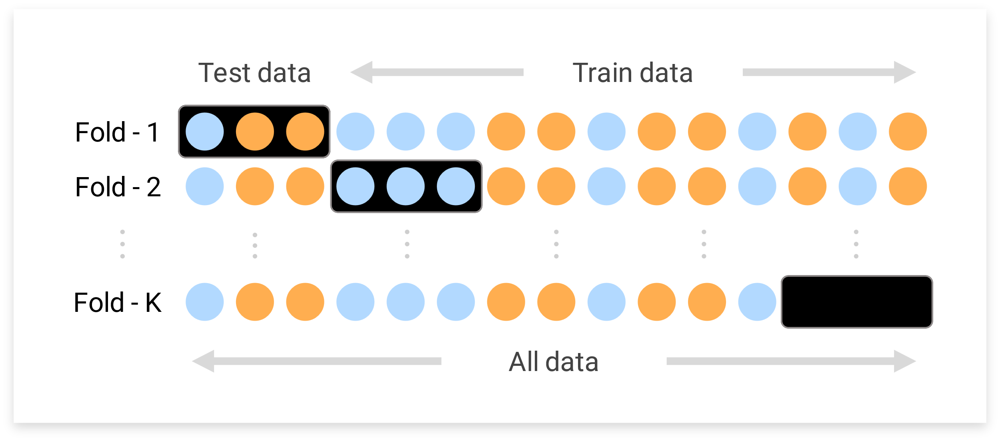 Test data
Train data
Fold - 1
Fold - 2
Fold - K
All data